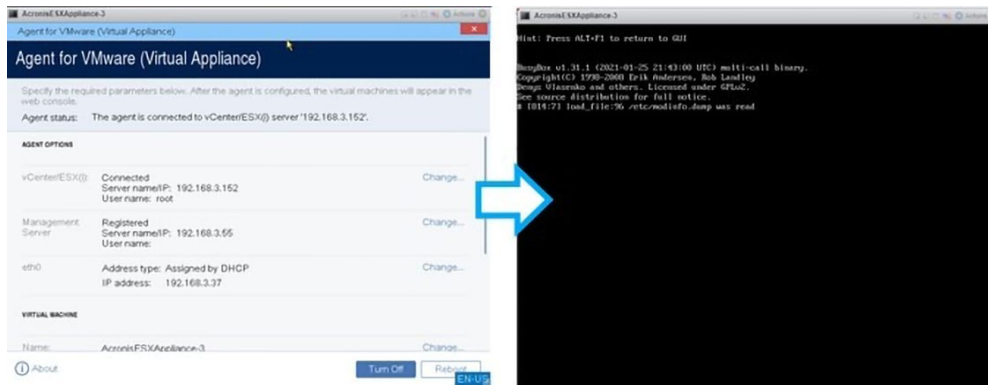 AcronisESXAppliance-3
Actions
Agent for VMware (Virtual Appliance)
Agent for VMware (Virtual Appliance)
Specify the required parameters below. After the agent is configured, the virtual machines will appear in the
web console.
Agent status: The agent is connected to vCenter/ESX(i) server '192.168.3.152'.
AGENT OPTIONS
vCenter/ESX(i): Connected Change...
Server name/IP: 192.168.3.152
User name: root
Management Server Registered Change...
Server name/IP: 192.168.3.55
User name:
eth0 Address type: Assigned by DHCP Change...
IP address: 192.168.3.37
VIRTUAL MACHINE
Name: AcronisESXAppliance-3 Change...
About Turn Off Reboot
EN-US
AcronisESXAppliance-3
Actions
Hint: Press ALT+F1 to return to GUI
BusyBox v1.31.1 (2021-01-25 21:43:00 UTC) multi-call binary.
Copyright(C) 1998-2008 Erik Andersen, Rob Landley
Denys Vlasenko and others. Licensed under GPLv2.
See source distribution for full notice.
# [814:7] load_file:96 /etc/modinfo.dump was read